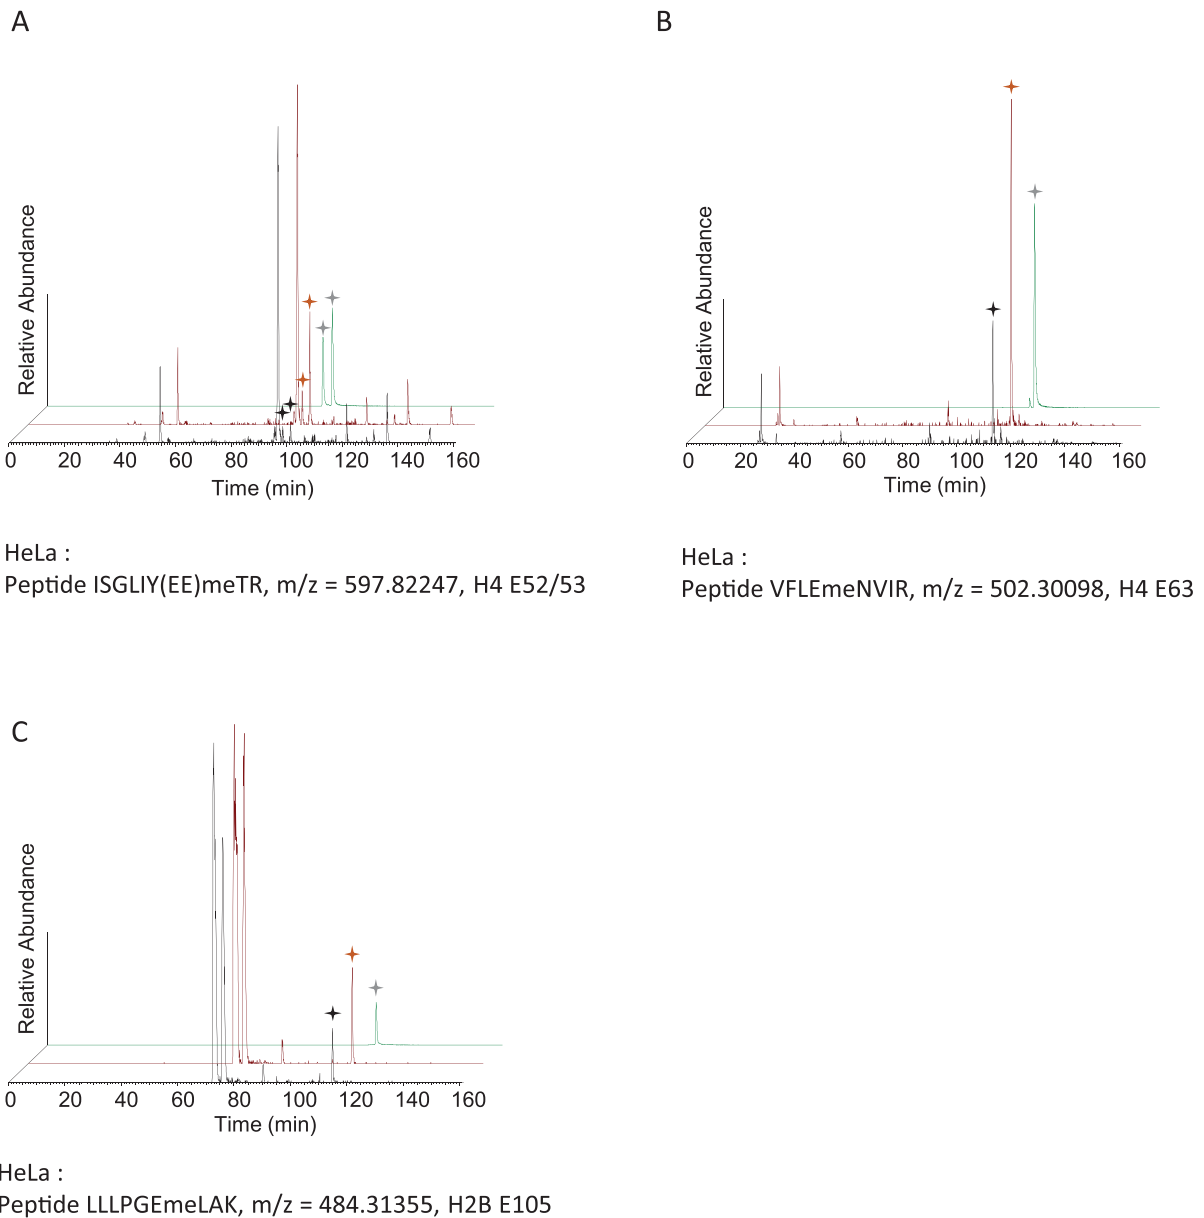 A
Relative Abundance
0 20 40 60 80 100 120 140 160
Time (min)
HeLa :
Peptide ISGLIY(EE)meTR, m/z = 597.82247, H4 E52/53
B
Relative Abundance
0 20 40 60 80 100 120 140 160
Time (min)
HeLa :
Peptide VFLEmeNVIR, m/z = 502.30098, H4 E63
C
Relative Abundance
0 20 40 60 80 100 120 140 160
Time (min)
HeLa :
Peptide LLLPGEmeLAK, m/z = 484.31355, H2B E105